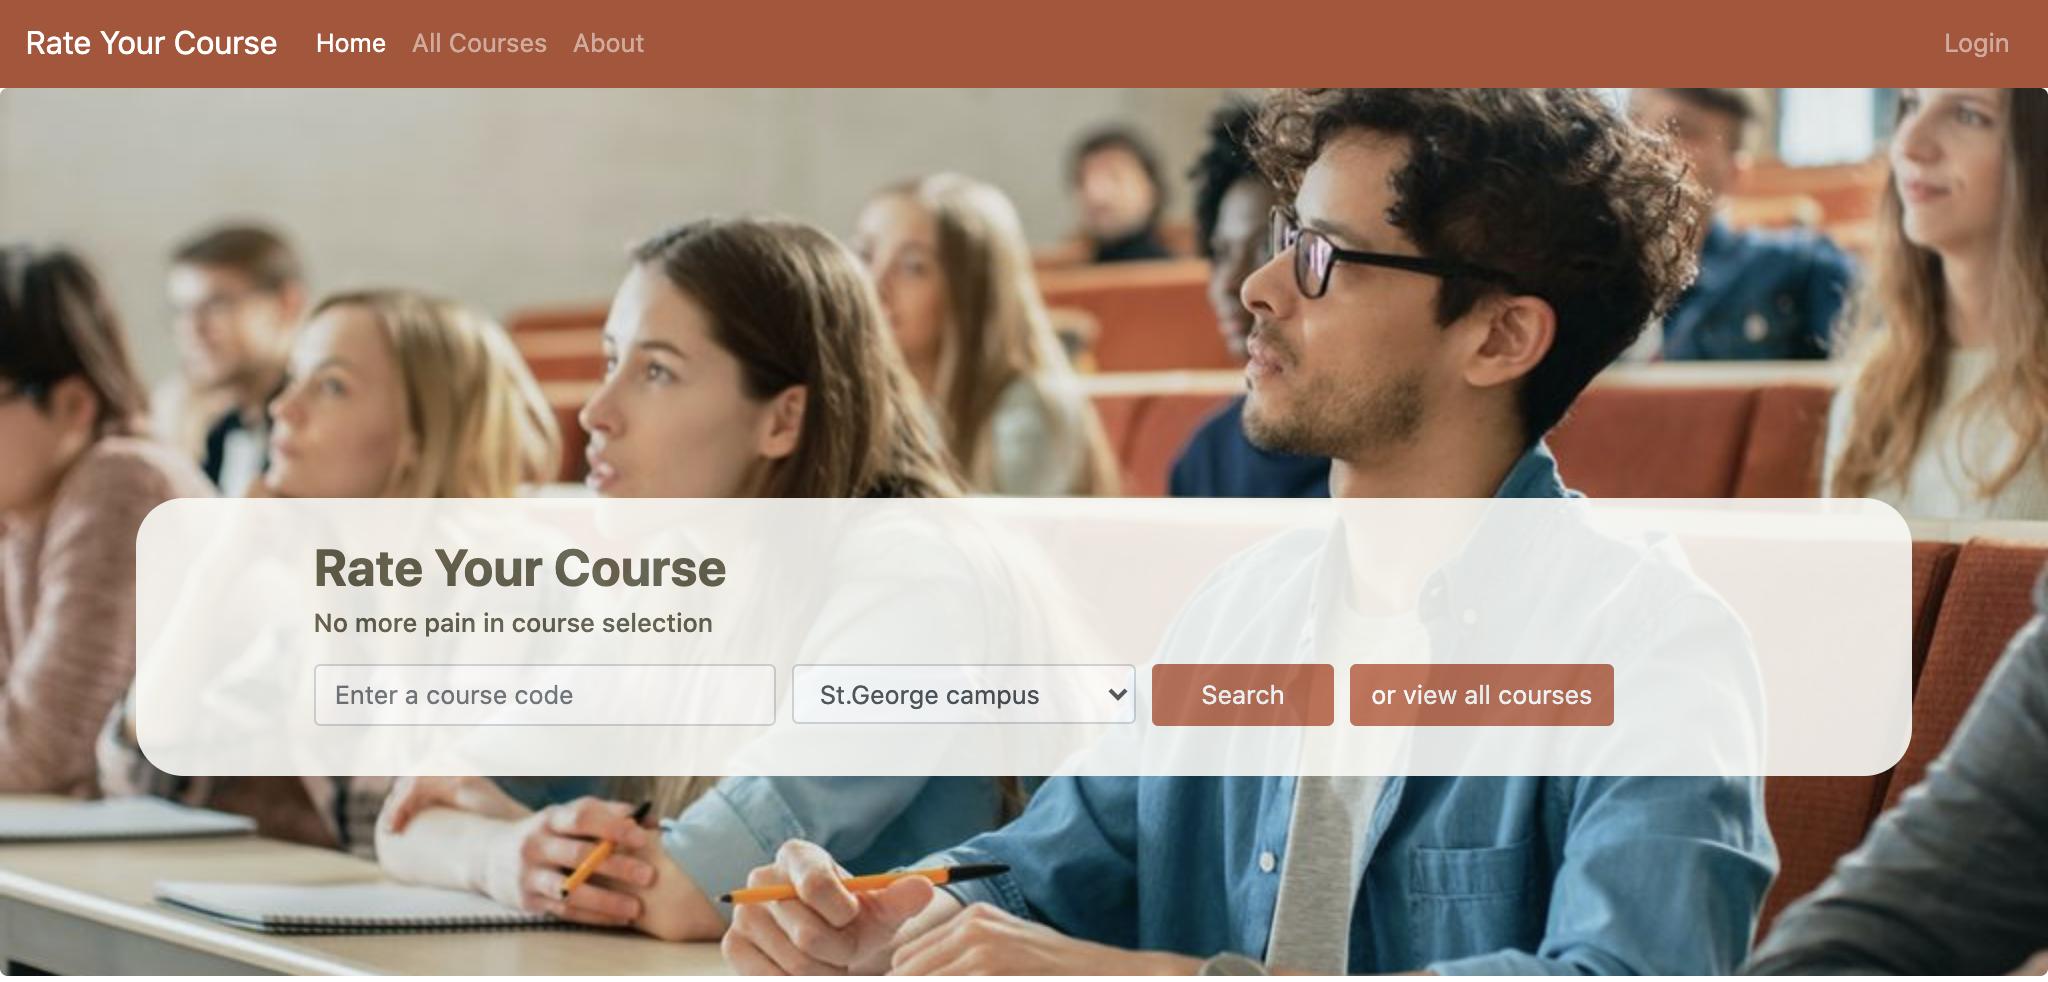 Rate Your Course Home All Courses About Login
Rate Your Course
No more pain in course selection
Enter a course code St.George campus Search or view all courses